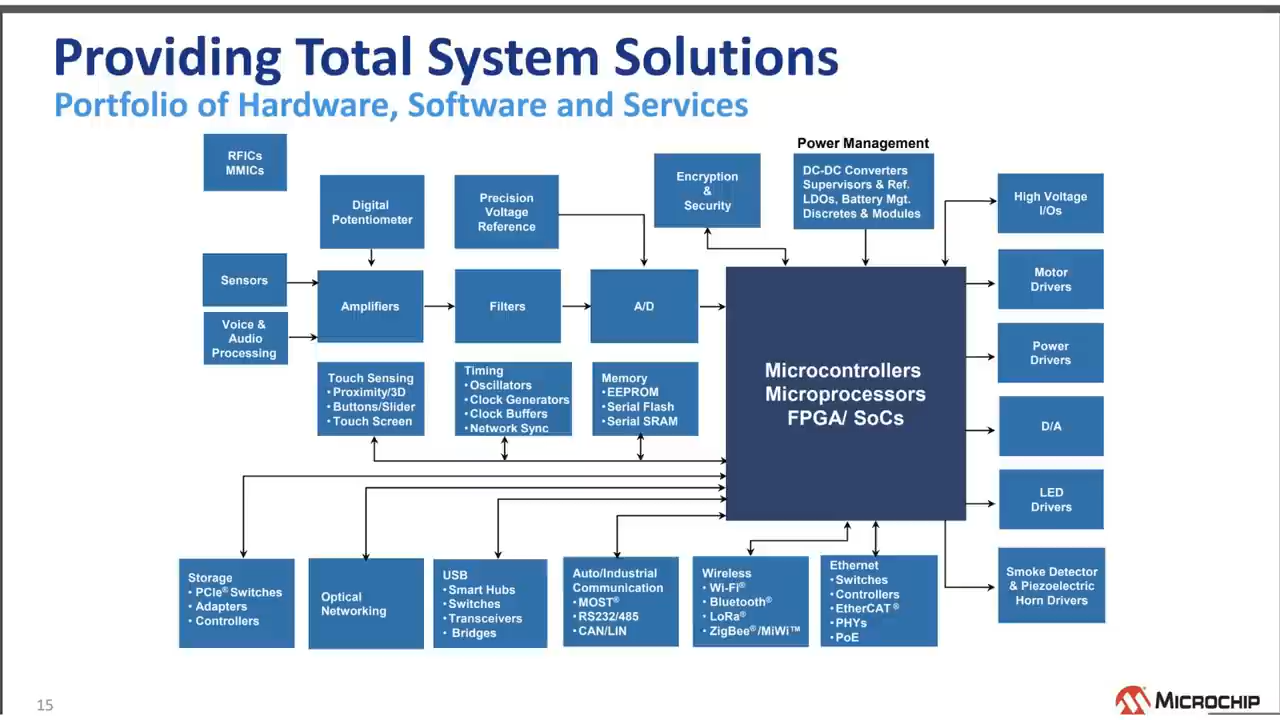 Providing Total System Solutions
Portfolio of Hardware, Software and Services
RFICs
MMICs
Digital
Potentiometer
Precision
Voltage
Reference
Encryption
&
Security
Power Management
DC-DC Converters
Supervisors & Ref.
LDOs, Battery Mgt.
Discretes & Modules
High Voltage
I/Os
Sensors
Amplifiers
Filters
A/D
Motor
Drivers
Voice &
Audio
Processing
Power
Drivers
Touch Sensing
• Proximity/3D
• Buttons/Slider
• Touch Screen
Timing
• Oscillators
• Clock Generators
• Clock Buffers
• Network Sync
Memory
• EEPROM
• Serial Flash
• Serial SRAM
Microcontrollers
Microprocessors
FPGA/ SoCs
D/A
LED
Drivers
Storage
• PCIe® Switches
• Adapters
• Controllers
Optical
Networking
USB
• Smart Hubs
• Switches
• Transceivers
• Bridges
Auto/Industrial
Communication
• MOST®
• RS232/485
• CAN/LIN
Wireless
• Wi-Fi®
• Bluetooth®
• LoRa®
• ZigBee®/MiWi™
Ethernet
• Switches
• Controllers
• EtherCAT®
• PHYs
• PoE
Smoke Detector
& Piezoelectric
Horn Drivers
15
MICROCHIP